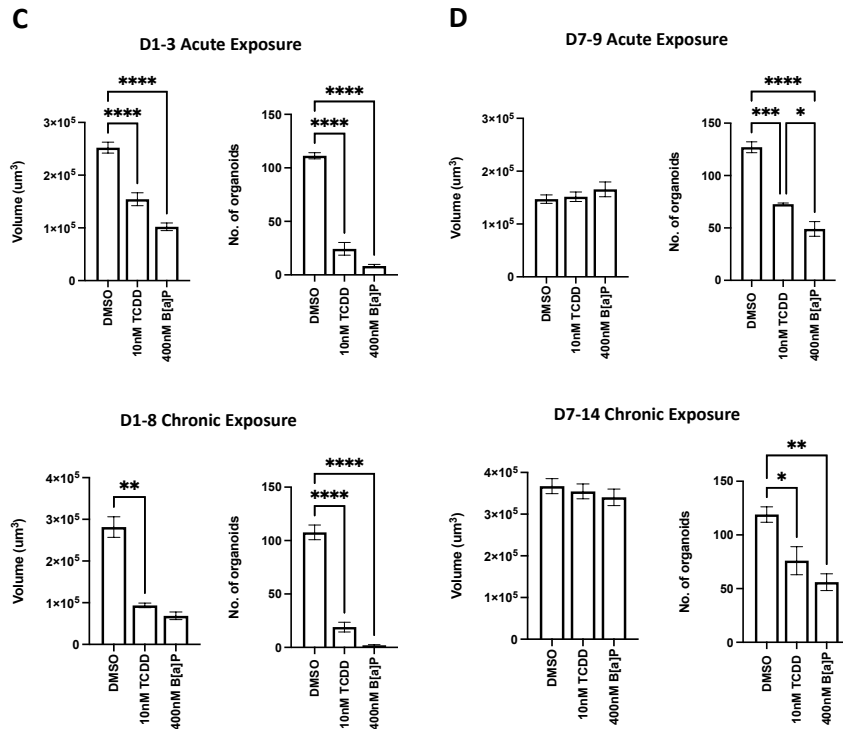 C
D1-3 Acute Exposure
****
****
Volume (um³)
3×10⁵
2×10⁵
1×10⁵
0
DMSO
10nM TCDD
400nM B[a]P
****
****
No. of organoids
150
100
50
0
DMSO
10nM TCDD
400nM B[a]P
D
D7-9 Acute Exposure
Volume (um³)
3×10⁵
2×10⁵
1×10⁵
0
DMSO
10nM TCDD
400nM B[a]P
****
*** *
No. of organoids
150
100
50
0
DMSO
10nM TCDD
400nM B[a]P
D1-8 Chronic Exposure
**
Volume (um³)
4×10⁵
3×10⁵
2×10⁵
1×10⁵
0
DMSO
10nM TCDD
400nM B[a]P
****
****
No. of organoids
150
100
50
0
DMSO
10nM TCDD
400nM B[a]P
D7-14 Chronic Exposure
Volume (um³)
4×10⁵
3×10⁵
2×10⁵
1×10⁵
0
DMSO
10nM TCDD
400nM B[a]P
**
*
No. of organoids
150
100
50
0
DMSO
10nM TCDD
400nM B[a]P